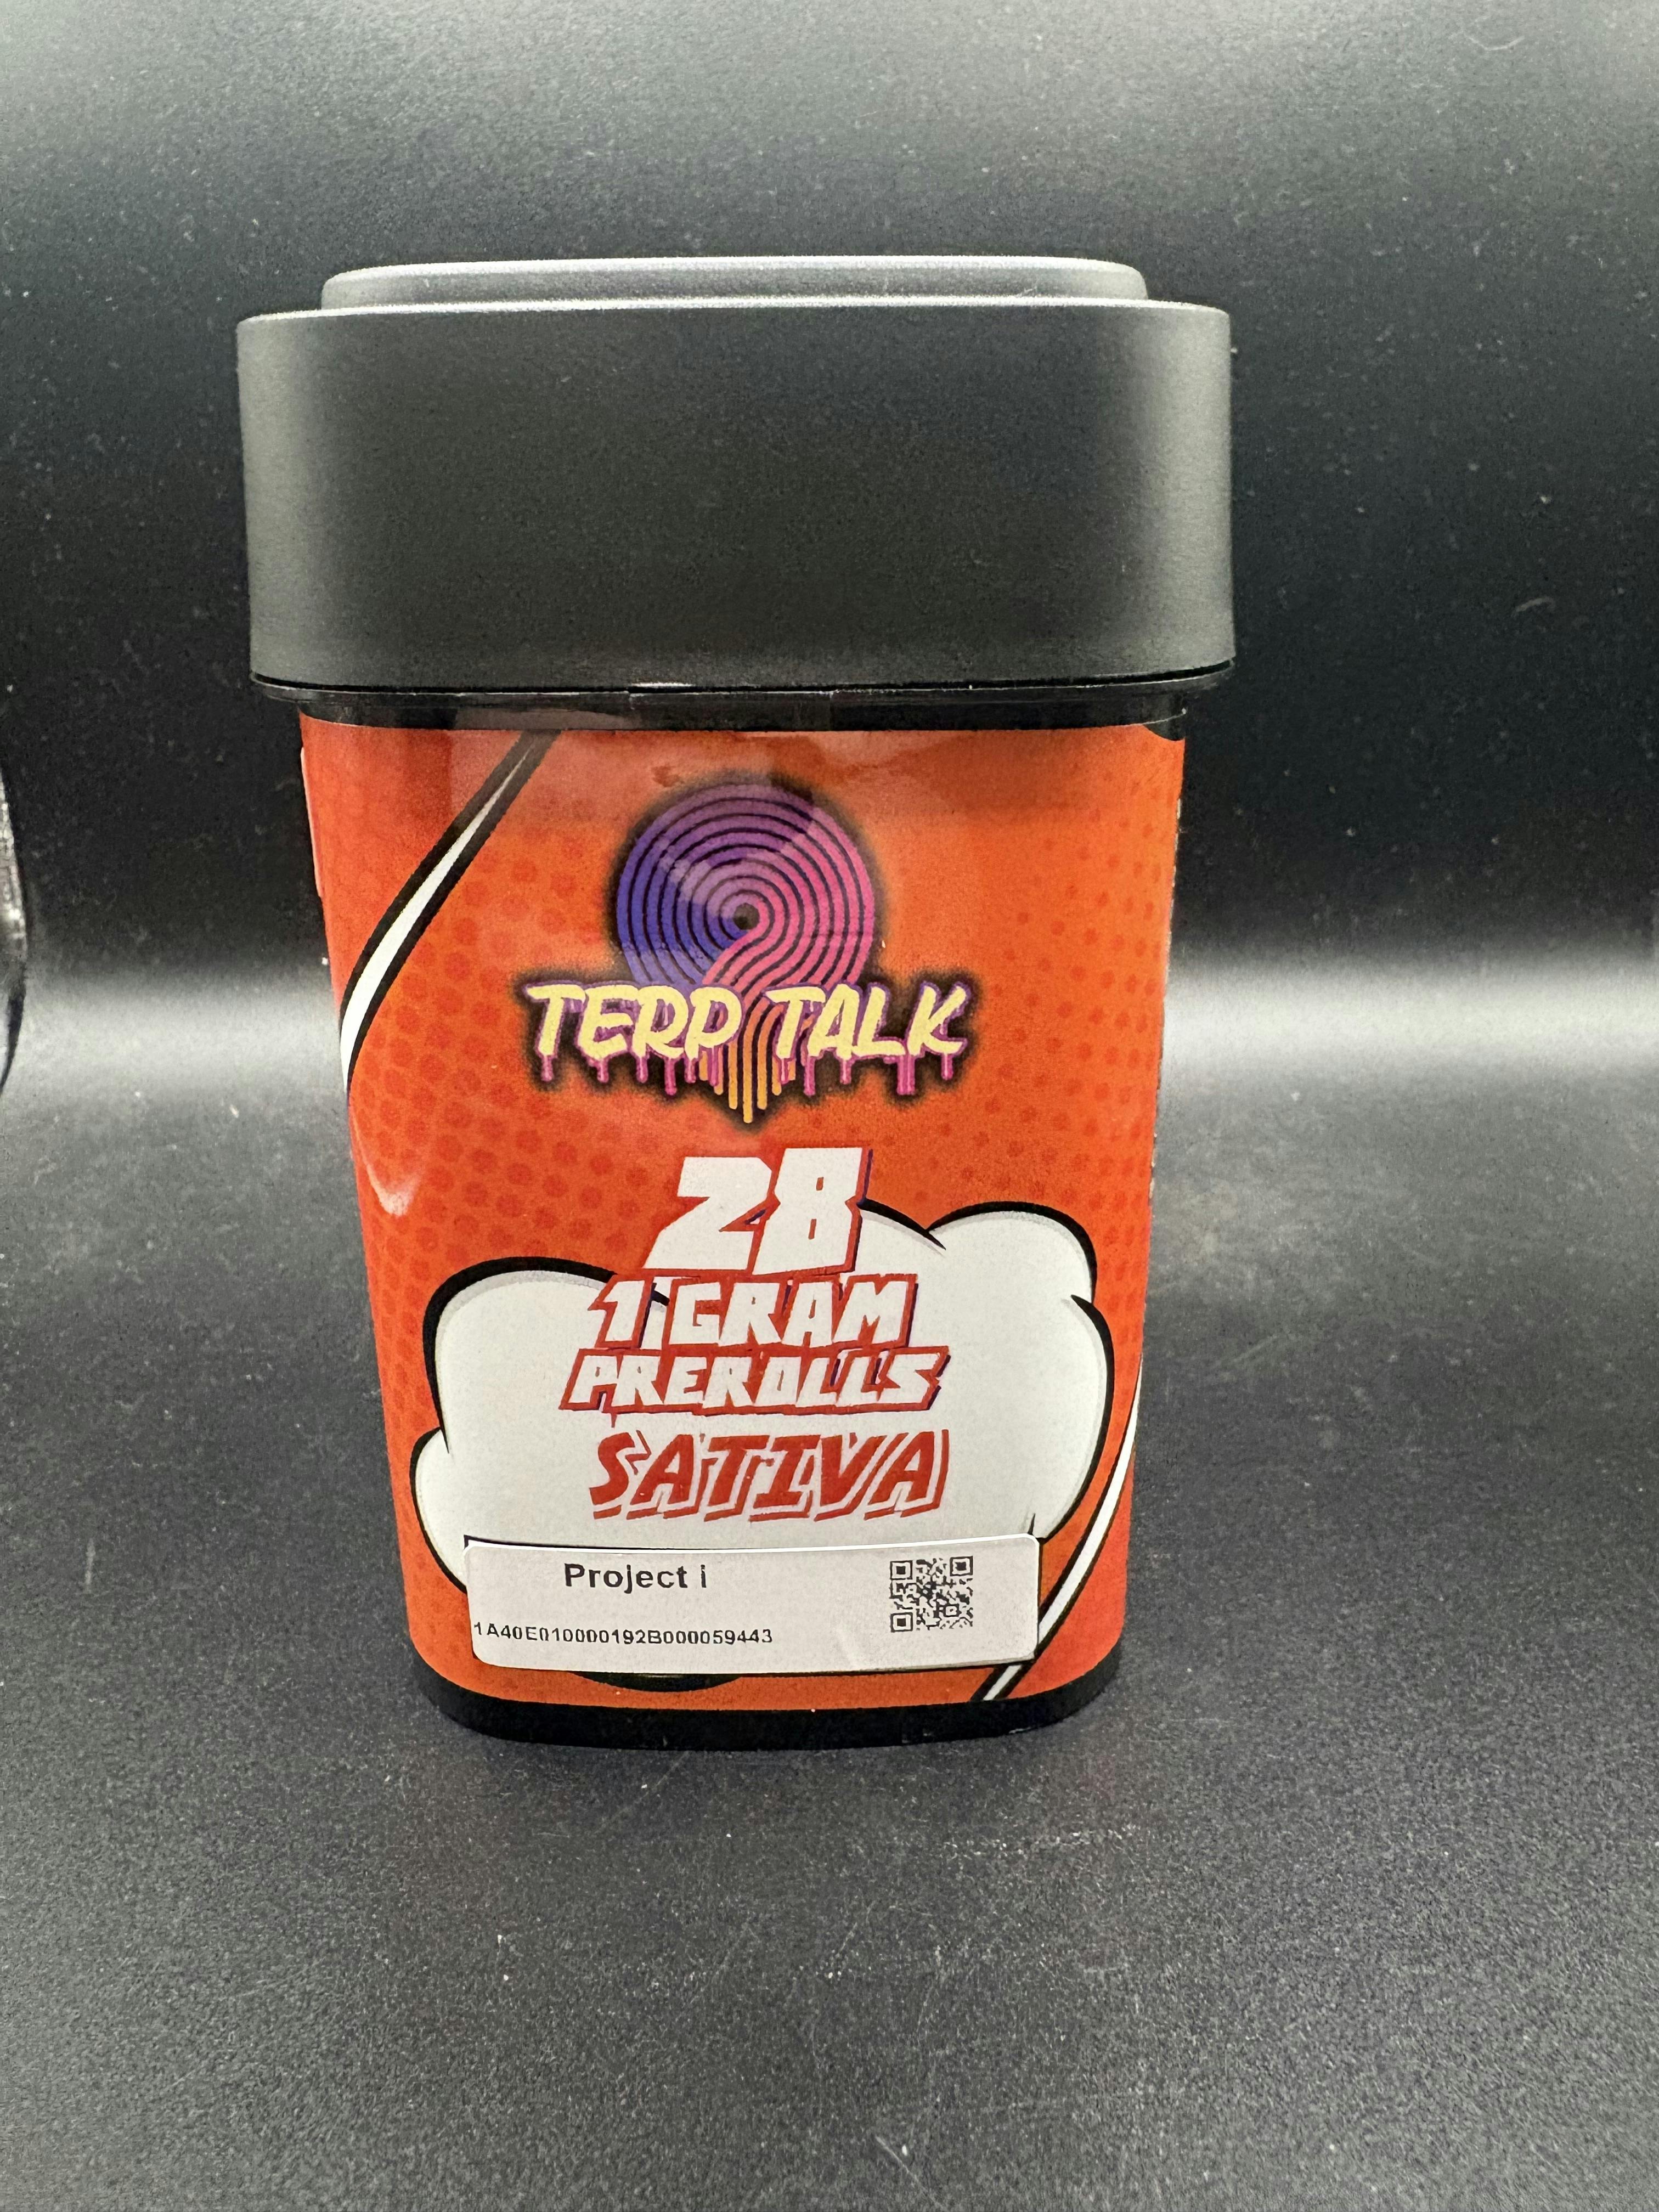 TERP TALK
28
1 GRAM
PREROLLS
SATIVA
Project i
1A40E010000192B000059443